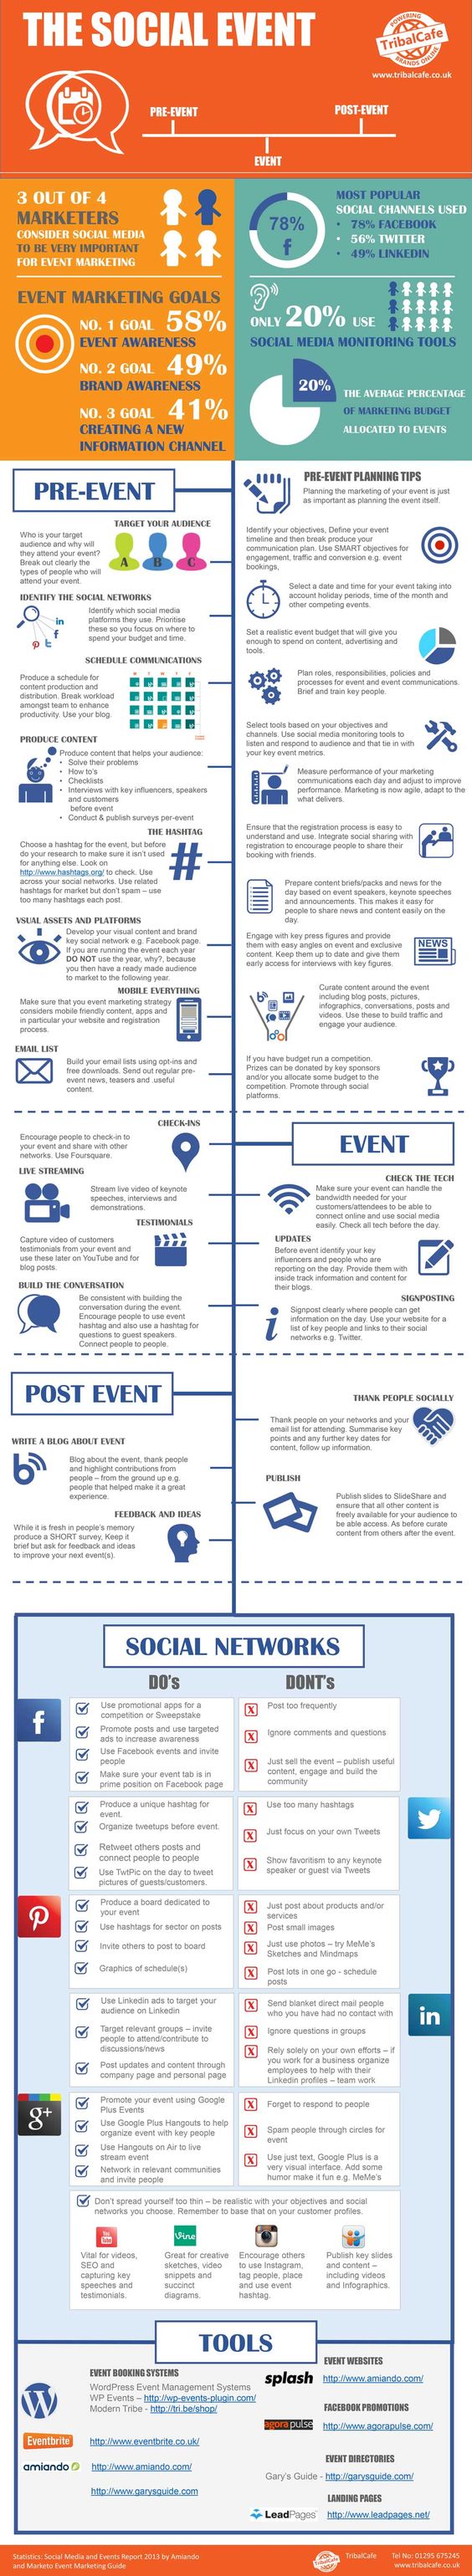 THE SOCIAL EVENT
POWERING
TribalCafe
BRANDS ONLINE
www.tribalcafe.co.uk
PRE-EVENT
POST-EVENT
EVENT
3 OUT OF 4
MARKETERS
CONSIDER SOCIAL MEDIA
TO BE VERY IMPORTANT
FOR EVENT MARKETING
78%
f
MOST POPULAR
SOCIAL CHANNELS USED
• 78% FACEBOOK
• 56% TWITTER
• 49% LINKEDIN
EVENT MARKETING GOALS
NO. 1 GOAL 58%
EVENT AWARENESS
NO. 2 GOAL 49%
BRAND AWARENESS
NO. 3 GOAL 41%
CREATING A NEW
INFORMATION CHANNEL
ONLY 20% USE
SOCIAL MEDIA MONITORING TOOLS
20%
THE AVERAGE PERCENTAGE
OF MARKETING BUDGET
ALLOCATED TO EVENTS
PRE-EVENT
TARGET YOUR AUDIENCE
Who is your target
audience and why will
they attend your event?
Break out clearly the
types of people who will
attend your event.
A B C
IDENTIFY THE SOCIAL NETWORKS
Identify which social media
platforms they use. Prioritise
these so you focus on where to
spend your budget and time.
SCHEDULE COMMUNICATIONS
Produce a schedule for
content production and
distribution. Break workload
amongst team to enhance
productivity. Use your blog.
PRODUCE CONTENT
Produce content that helps your audience:
• Solve their problems
• How to's
• Checklists
• Interviews with key influencers, speakers
and customers
before event
• Conduct & publish surveys per-event
THE HASHTAG
Choose a hashtag for the event, but before
do your research to make sure it isn't used
for anything else. Look on
http://www.hashtags.org/ to check. Use
across your social networks. Use related
hashtags for market but don't spam – use
too many hashtags each post.
#
VSUAL ASSETS AND PLATFORMS
Develop your visual content and brand
key social network e.g. Facebook page.
If you are running the event each year
DO NOT use the year, why?, because
you then have a ready made audience
to market to the following year.
MOBILE EVERYTHING
Make sure that you event marketing strategy
considers mobile friendly content, apps and
in particular your website and registration
process.
EMAIL LIST
Build your email lists using opt-ins and
free downloads. Send out regular pre-
event news, teasers and .useful
content.
PRE-EVENT PLANNING TIPS
Planning the marketing of your event is just
as important as planning the event itself.
Identify your objectives, Define your event
timeline and then break produce your
communication plan. Use SMART objectives for
engagement, traffic and conversion e.g. event
bookings,
Select a date and time for your event taking into
account holiday periods, time of the month and
other competing events.
Set a realistic event budget that will give you
enough to spend on content, advertising and
tools.
Plan roles, responsibilities, policies and
processes for event and event communications.
Brief and train key people.
Select tools based on your objectives and
channels. Use social media monitoring tools to
listen and respond to audience and that tie in with
your key event metrics.
Measure performance of your marketing
communications each day and adjust to improve
performance. Marketing is now agile, adapt to the
what delivers.
Ensure that the registration process is easy to
understand and use. Integrate social sharing with
registration to encourage people to share their
booking with friends.
Prepare content briefs/packs and news for the
day based on event speakers, keynote speeches
and announcements. This makes it easy for
people to share news and content easily on the
day.
Engage with key press figures and provide
them with easy angles on event and exclusive
content. Keep them up to date and give them
early access for interviews with key figures.
NEWS
Curate content around the event
including blog posts, pictures,
infographics, conversations, posts and
videos. Use these to build traffic and
engage your audience.
If you have budget run a competition.
Prizes can be donated by key sponsors
and/or you allocate some budget to the
competition. Promote through social
platforms.
CHECK-INS
Encourage people to check-in to
your event and share with other
networks. Use Foursquare.
LIVE STREAMING
Stream live video of keynote
speeches, interviews and
demonstrations.
TESTIMONIALS
Capture video of customers
testimonials from your event and
use these later on YouTube and for
blog posts.
BUILD THE CONVERSATION
Be consistent with building the
conversation during the event.
Encourage people to use event
hashtag and also use a hashtag for
questions to guest speakers.
Connect people to people.
EVENT
CHECK THE TECH
Make sure your event can handle the
bandwidth needed for your
customers/attendees to be able to
connect online and use social media
easily. Check all tech before the day.
UPDATES
Before event identify your key
influencers and people who are
reporting on the day. Provide them with
inside track information and content for
their blogs.
SIGNPOSTING
Signpost clearly where people can get
information on the day. Use your website for a
list of key people and links to their social
networks e.g. Twitter.
POST EVENT
WRITE A BLOG ABOUT EVENT
Blog about the event, thank people
and highlight contributions from
people – from the ground up e.g.
people that helped make it a great
experience.
FEEDBACK AND IDEAS
While it is fresh in people's memory
produce a SHORT survey, Keep it
brief but ask for feedback and ideas
to improve your next event(s).
THANK PEOPLE SOCIALLY
Thank people on your networks and your
email list for attending. Summarise key
points and any further key dates for
content, follow up information.
PUBLISH
Publish slides to SlideShare and
ensure that all other content is
freely available for your audience to
be able access. As before curate
content from others after the event.
SOCIAL NETWORKS
DO's
DONT's
f
Use promotional apps for a
competition or Sweepstake
Promote posts and use targeted
ads to increase awareness
Use Facebook events and invite
people
Make sure your event tab is in
prime position on Facebook page
Post too frequently
Ignore comments and questions
Just sell the event – publish useful
content, engage and build the
community
Produce a unique hashtag for
event.
Organize tweetups before event.
Retweet others posts and
connect people to people
Use TwtPic on the day to tweet
pictures of guests/customers.
Use too many hashtags
Just focus on your own Tweets
Show favoritism to any keynote
speaker or guest via Tweets
Produce a board dedicated to
your event
Use hashtags for sector on posts
Invite others to post to board
Graphics of schedule(s)
Just post about products and/or
services
Post small images
Just use photos – try MeMe's
Sketches and Mindmaps
Post lots in one go - schedule
posts
Use Linkedin ads to target your
audience on Linkedin
Target relevant groups – invite
people to attend/contribute to
discussions/news
Post updates and content through
company page and personal page
Send blanket direct mail people
who you have had no contact with
Ignore questions in groups
Rely solely on your own efforts – if
you work for a business organize
employees to help with their
Linkedin profiles – team work
in
g+
Promote your event using Google
Plus Events
Use Google Plus Hangouts to help
organize event with key people
Use Hangouts on Air to live
stream event
Network in relevant communities
and invite people
Forget to respond to people
Spam people through circles for
event
Use just text, Google Plus is a
very visual interface. Add some
humor make it fun e.g. MeMe's
Don't spread yourself too thin – be realistic with your objectives and social
networks you choose. Remember to base that on your customer profiles.
Vine
Vital for videos,
SEO and
capturing key
speeches and
testimonials.
Great for creative
sketches, video
snippets and
succinct
diagrams.
Encourage others
to use Instagram,
tag people, place
and use event
hashtag.
Publish key slides
and content –
including videos
and Infographics.
TOOLS
EVENT BOOKING SYSTEMS
WordPress Event Management Systems
WP Events – http://wp-events-plugin.com/
Modern Tribe - http://tri.be/shop/
Eventbrite
http://www.eventbrite.co.uk/
amiando
http://www.amiando.com/
http://www.garysguide.com
EVENT WEBSITES
splash
http://www.amiando.com/
FACEBOOK PROMOTIONS
agorapulse
http://www.agorapulse.com/
EVENT DIRECTORIES
Gary's Guide - http://garysguide.com/
LANDING PAGES
LeadPages
http://www.leadpages.net/
Statistics: Social Media and Events Report 2013 by Amiando
and Marketo Event Marketing Guide
TribalCafe
TribalCafe Tel No: 01295 675245
www.tribalcafe.co.uk